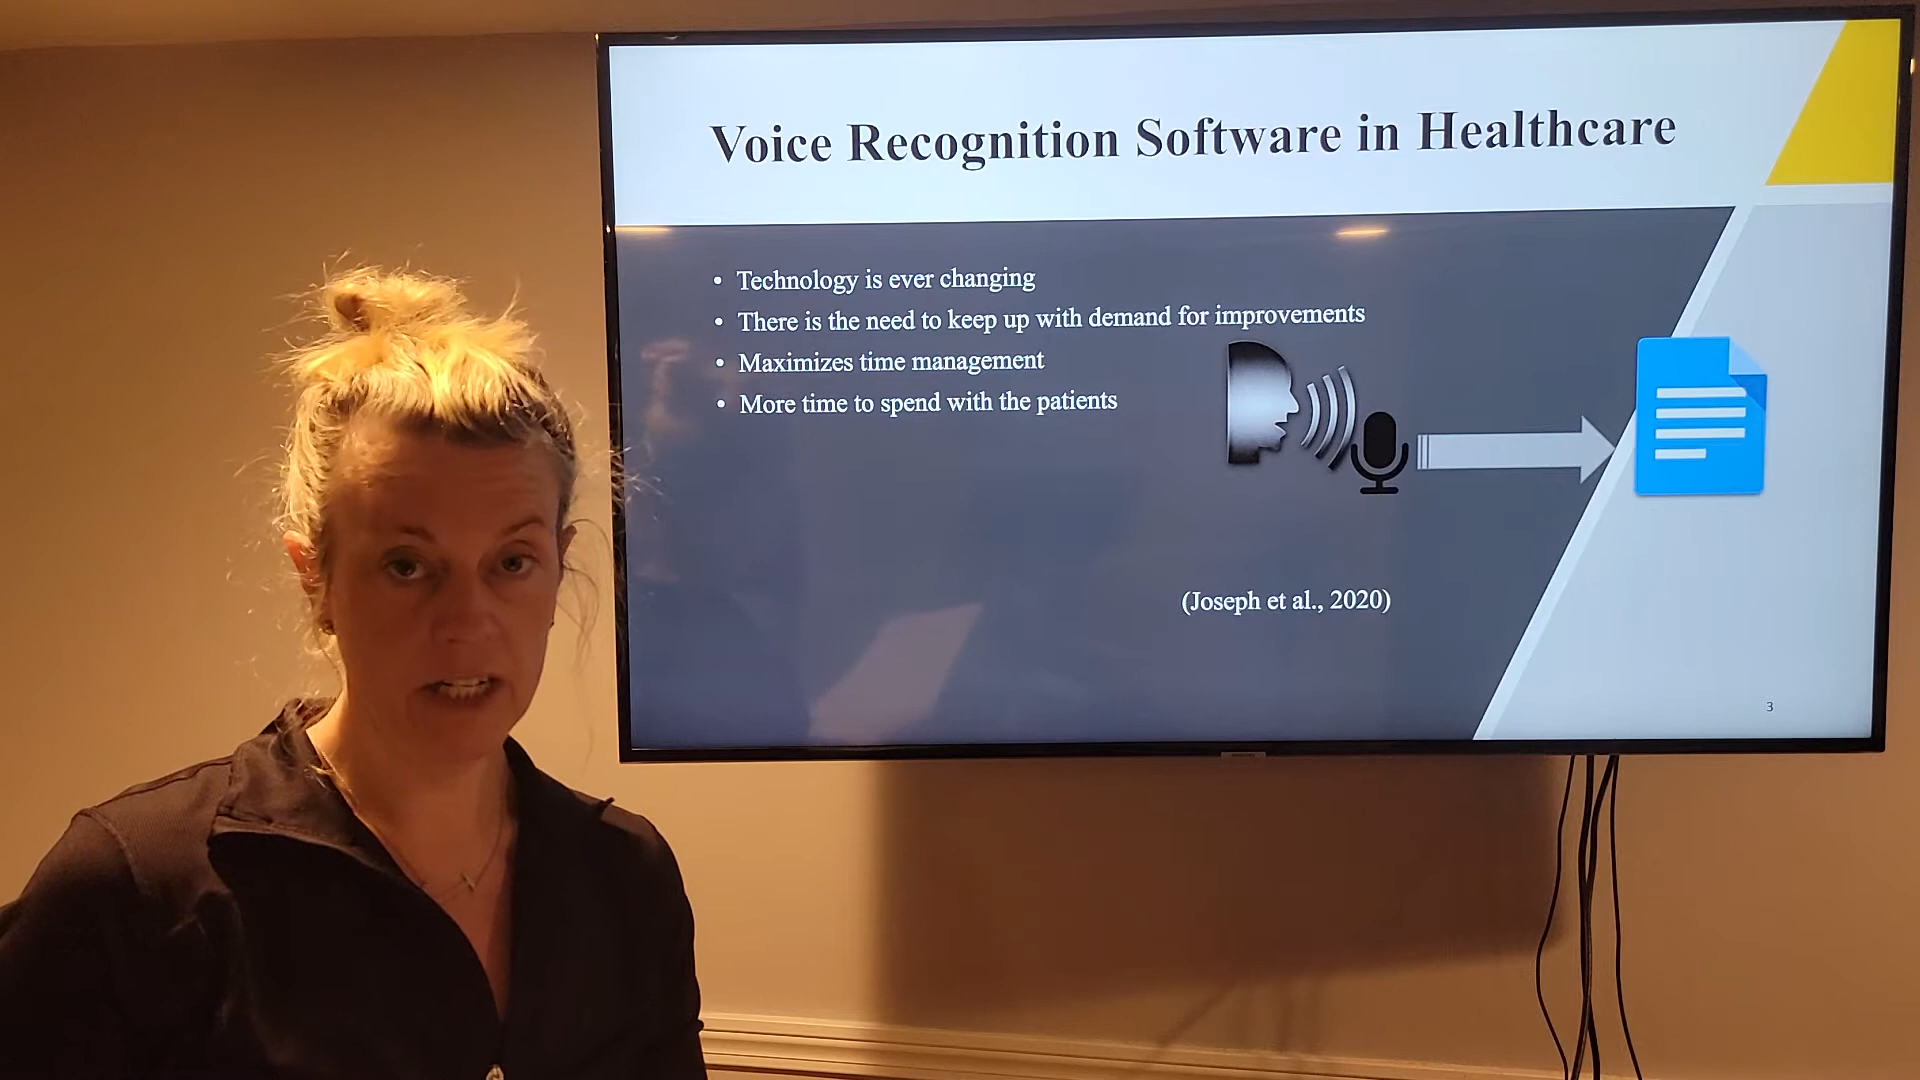 Voice Recognition Software in Healthcare
• Technology is ever changing
• There is the need to keep up with demand for improvements
• Maximizes time management
• More time to spend with the patients
(Joseph et al., 2020)
3